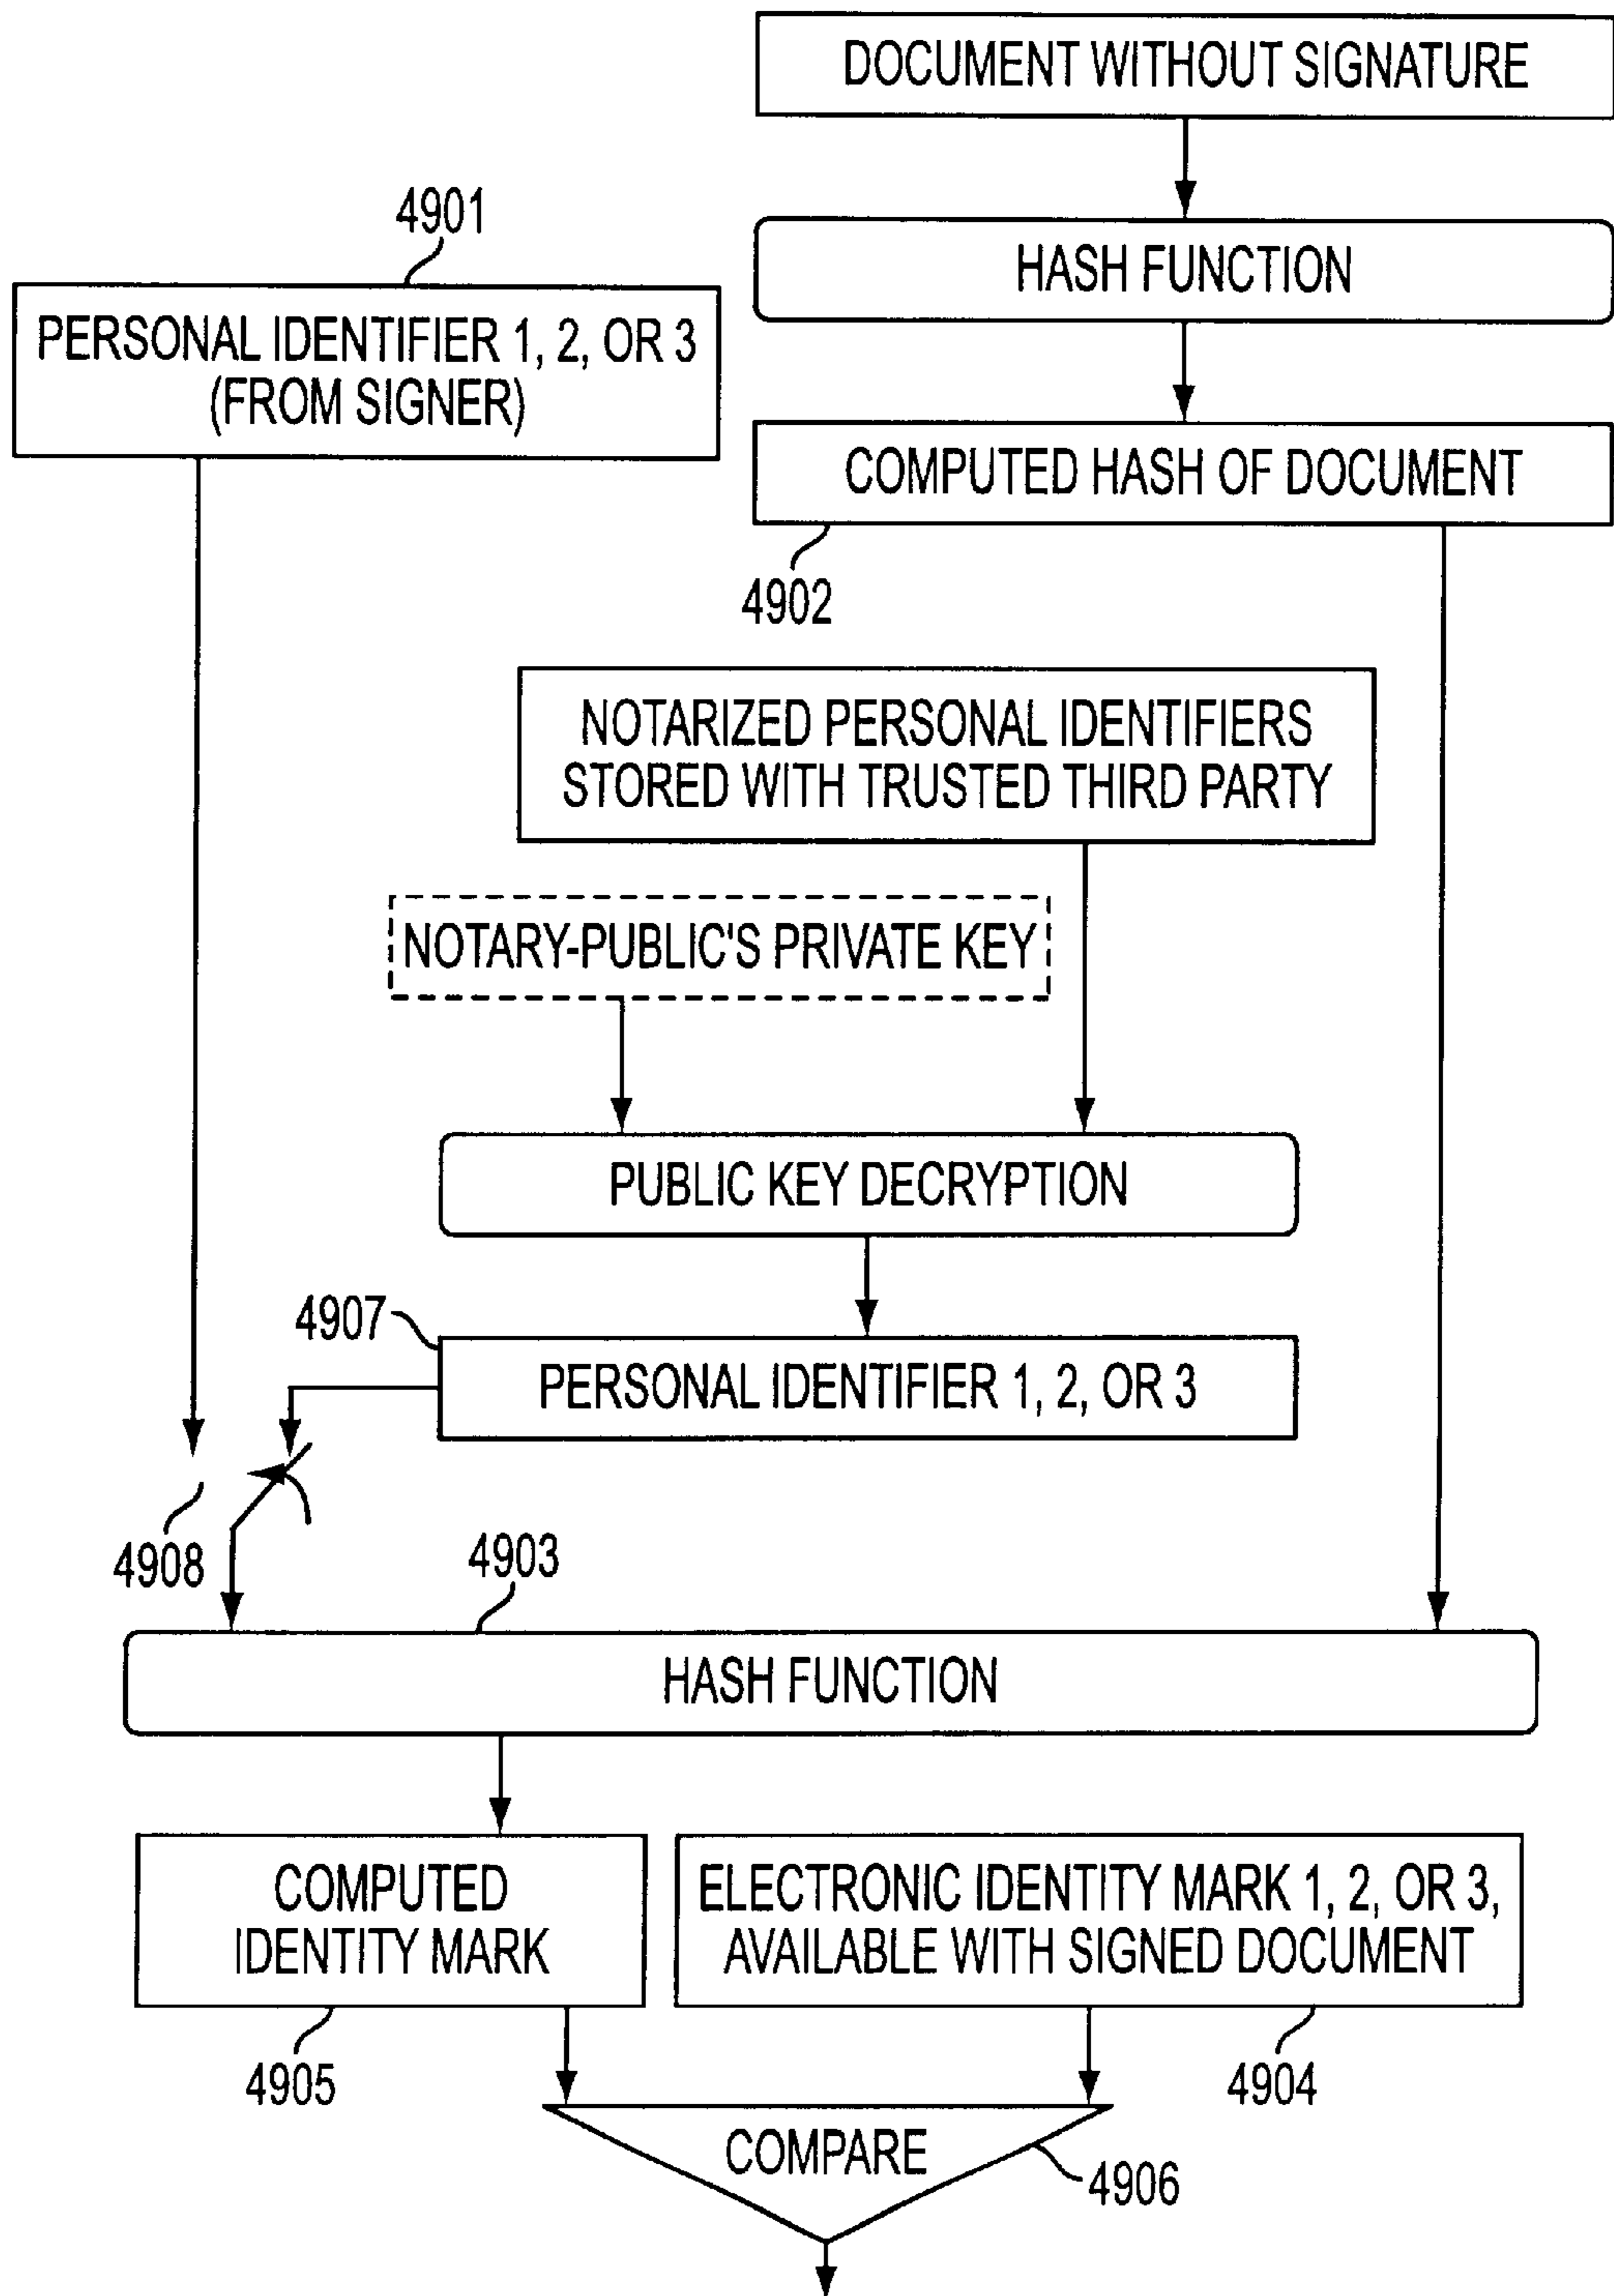 DOCUMENT WITHOUT SIGNATURE
HASH FUNCTION
4901
PERSONAL IDENTIFIER 1, 2, OR 3
(FROM SIGNER)
COMPUTED HASH OF DOCUMENT
4902
NOTARIZED PERSONAL IDENTIFIERS
STORED WITH TRUSTED THIRD PARTY
NOTARY-PUBLIC'S PRIVATE KEY
PUBLIC KEY DECRYPTION
4907
PERSONAL IDENTIFIER 1, 2, OR 3
4908
4903
HASH FUNCTION
COMPUTED
IDENTITY MARK
ELECTRONIC IDENTITY MARK 1, 2, OR 3,
AVAILABLE WITH SIGNED DOCUMENT
4905
4904
COMPARE
4906